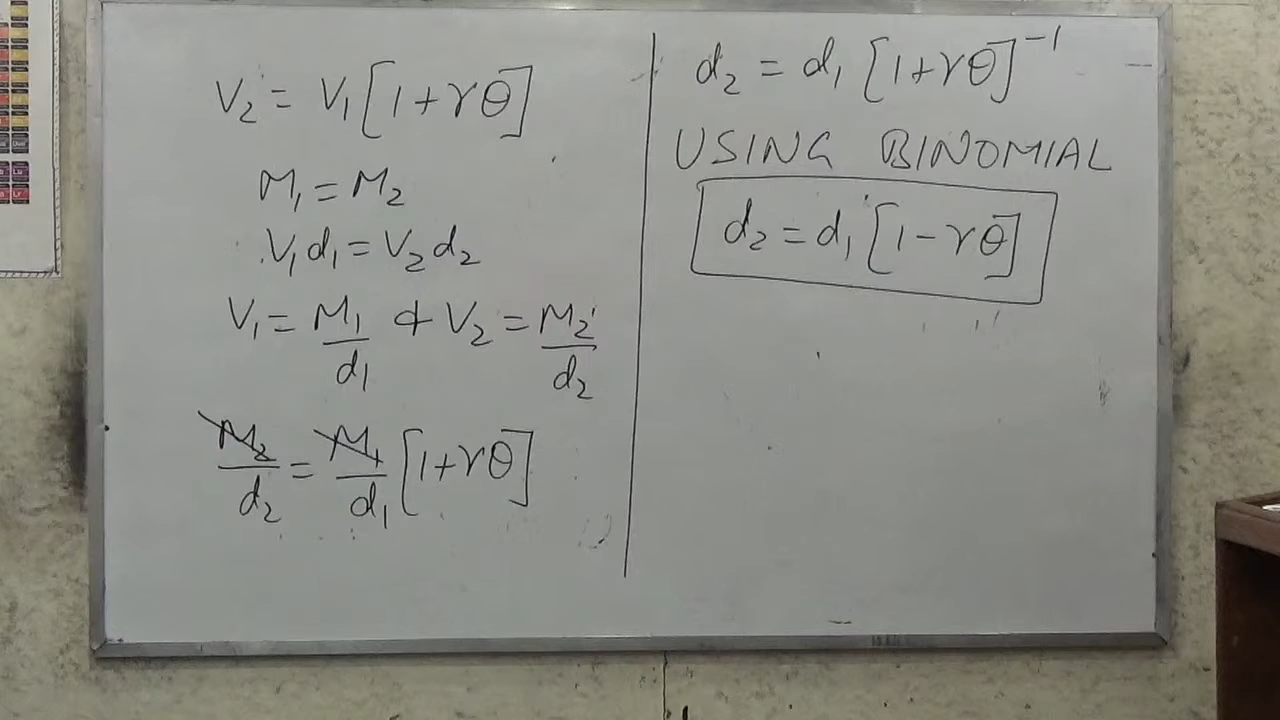 V₂ = V₁[1+γθ]
M₁ = M₂
V₁d₁ = V₂d₂
V₁ = M₁/d₁ & V₂ = M₂/d₂
M₂/d₂ = M₁/d₁ [1+γθ]
d₂ = d₁ [1+γθ]⁻¹
USING BINOMIAL
d₂ = d₁ [1-γθ]